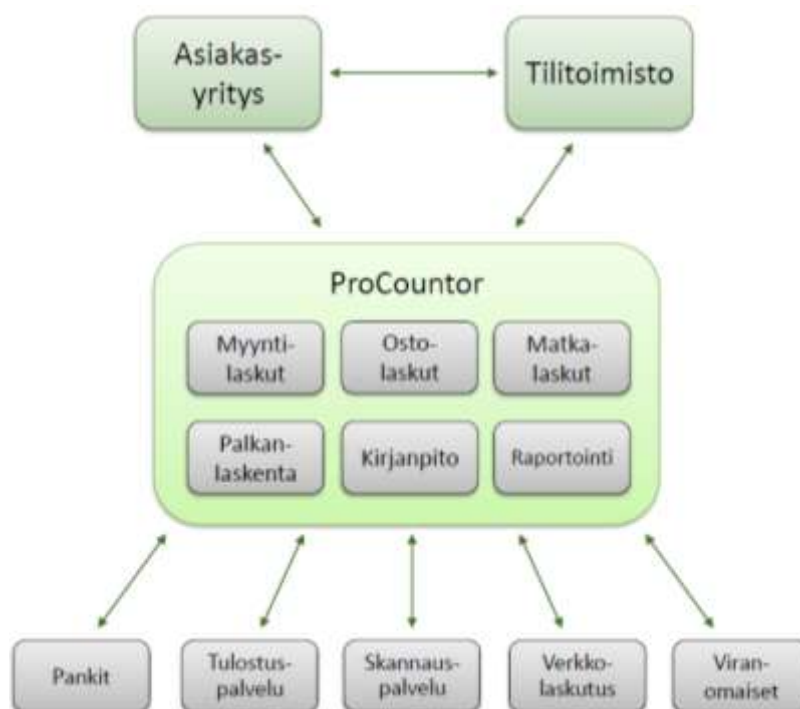 Asiakas-
yritys
Tilitoimisto
ProCountor
Myynti-
laskut
Osto-
laskut
Matka-
laskut
Palkan-
laskenta
Kirjanpito
Raportointi
Pankit
Tulostus-
palvelu
Skannaus-
palvelu
Verkko-
laskutus
Viran-
omaiset